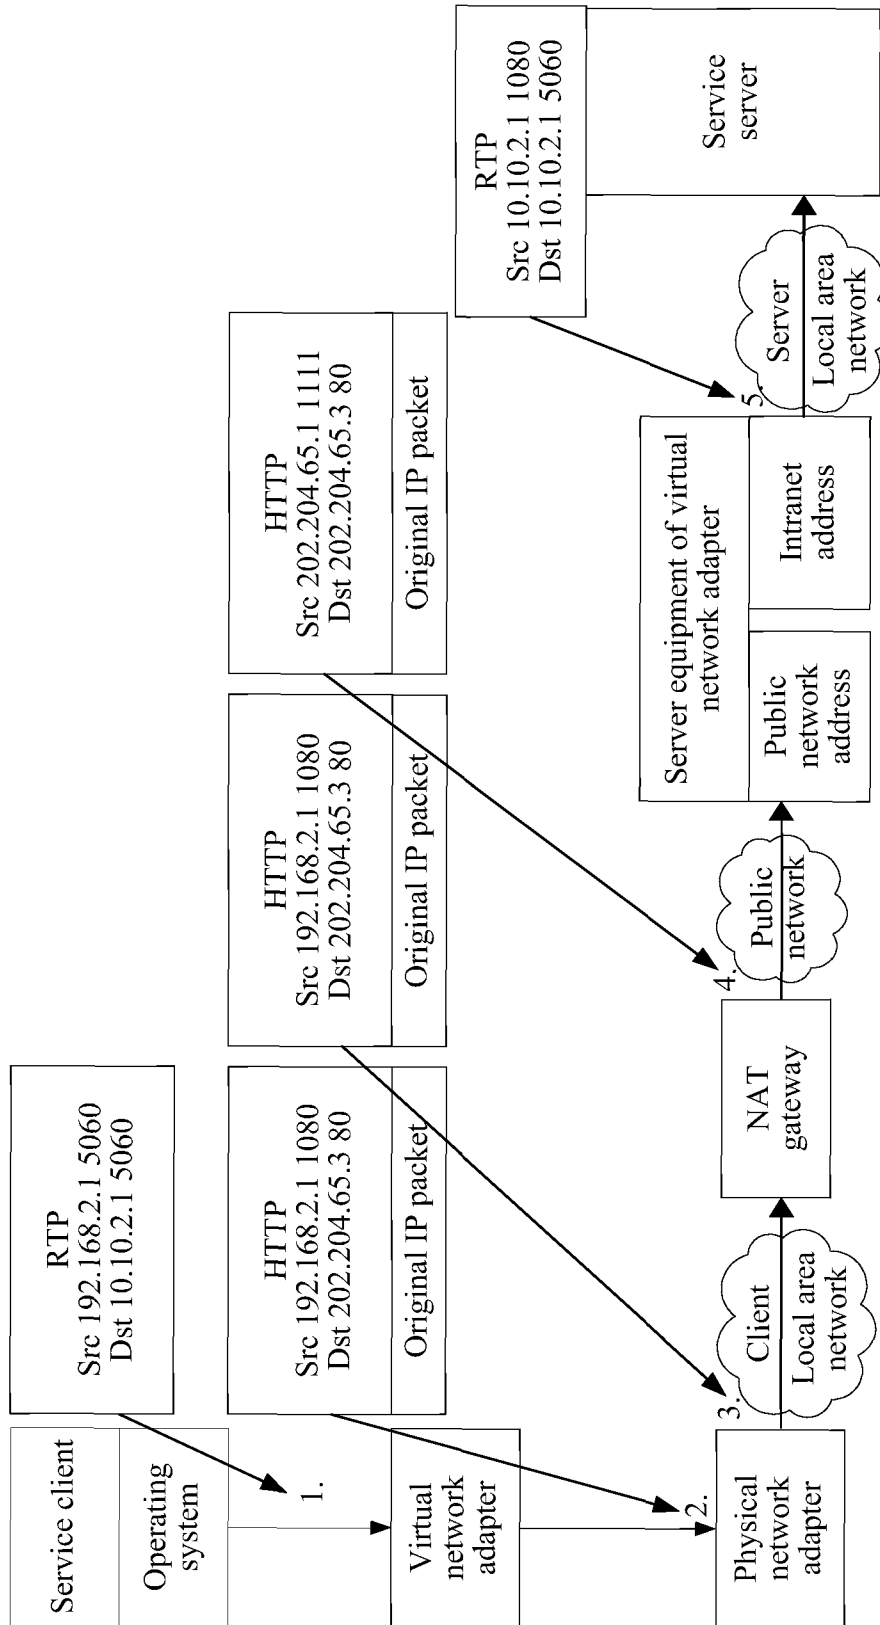 Service client
Operating
system
RTP
Src 192.168.2.1 5060
Dst 10.10.2.1 5060
1.
HTTP
Src 192.168.2.1 1080
Dst 202.204.65.3 80
Original IP packet
HTTP
Src 192.168.2.1 1080
Dst 202.204.65.3 80
Original IP packet
HTTP
Src 202.204.65.1 1111
Dst 202.204.65.3 80
Original IP packet
Virtual
network
adapter
RTP
Src 10.10.2.1 1080
Dst 10.10.2.1 5060
2.
3.
4.
5.
Physical
network
adapter
Client
Local area
network
NAT
gateway
Public
network
Server equipment of virtual
network adapter
Public
network
address
Intranet
address
Server
Local area
network
Service
server